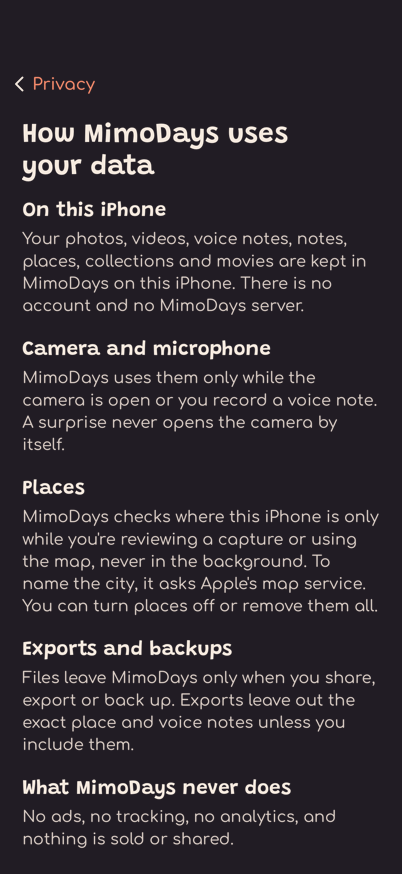 Privacy
How MimoDays uses
your data
On this iPhone
Your photos, videos, voice notes, notes,
places, collections and movies are kept in
MimoDays on this iPhone. There is no
account and no MimoDays server.
Camera and microphone
MimoDays uses them only while the
camera is open or you record a voice note.
A surprise never opens the camera by
itself.
Places
MimoDays checks where this iPhone is only
while you're reviewing a capture or using
the map, never in the background. To
name the city, it asks Apple's map service.
You can turn places off or remove them all.
Exports and backups
Files leave MimoDays only when you share,
export or back up. Exports leave out the
exact place and voice notes unless you
include them.
What MimoDays never does
No ads, no tracking, no analytics, and
nothing is sold or shared.